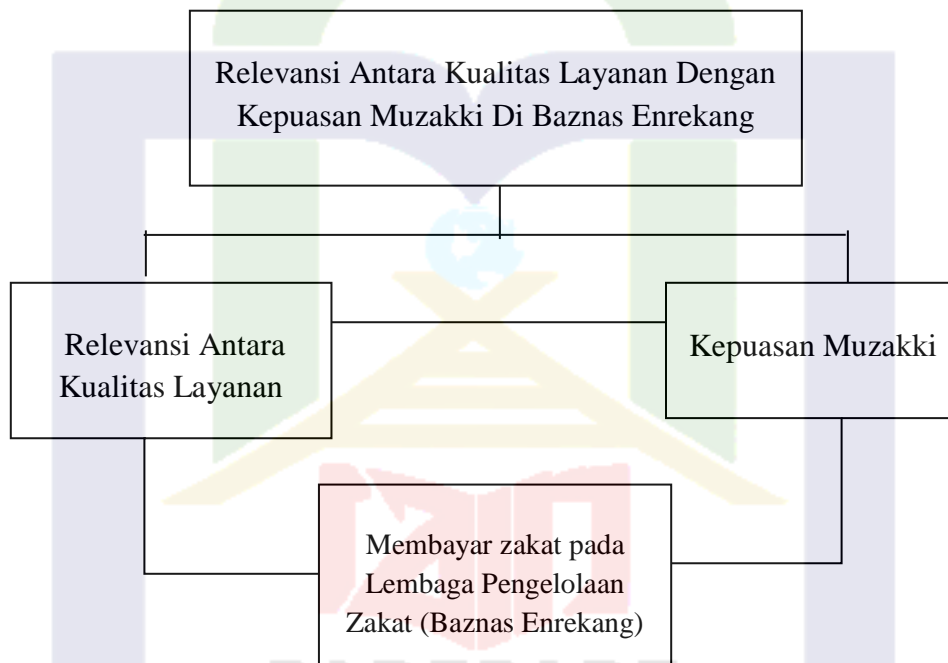 Relevansi Antara Kualitas Layanan Dengan
Kepuasan Muzakki Di Baznas Enrekang
Relevansi Antara
Kualitas Layanan
Kepuasan Muzakki
Membayar zakat pada
Lembaga Pengelolaan
Zakat (Baznas Enrekang)